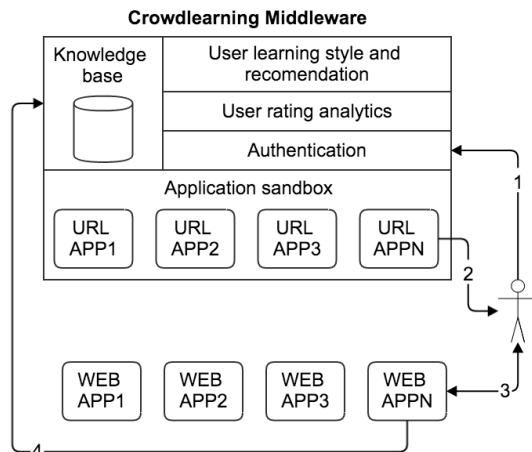 Crowdlearning Middleware
Knowledge
base
User learning style and
recomendation
User rating analytics
Authentication
1
Application sandbox
URL
APP1
URL
APP2
URL
APP3
URL
APPN
2
WEB
APP1
WEB
APP2
WEB
APP3
WEB
APPN
3
4